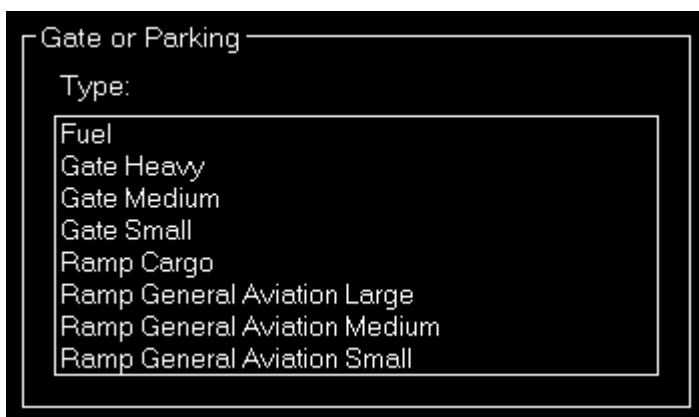 Gate or Parking
Type:
Fuel
Gate Heavy
Gate Medium
Gate Small
Ramp Cargo
Ramp General Aviation Large
Ramp General Aviation Medium
Ramp General Aviation Small